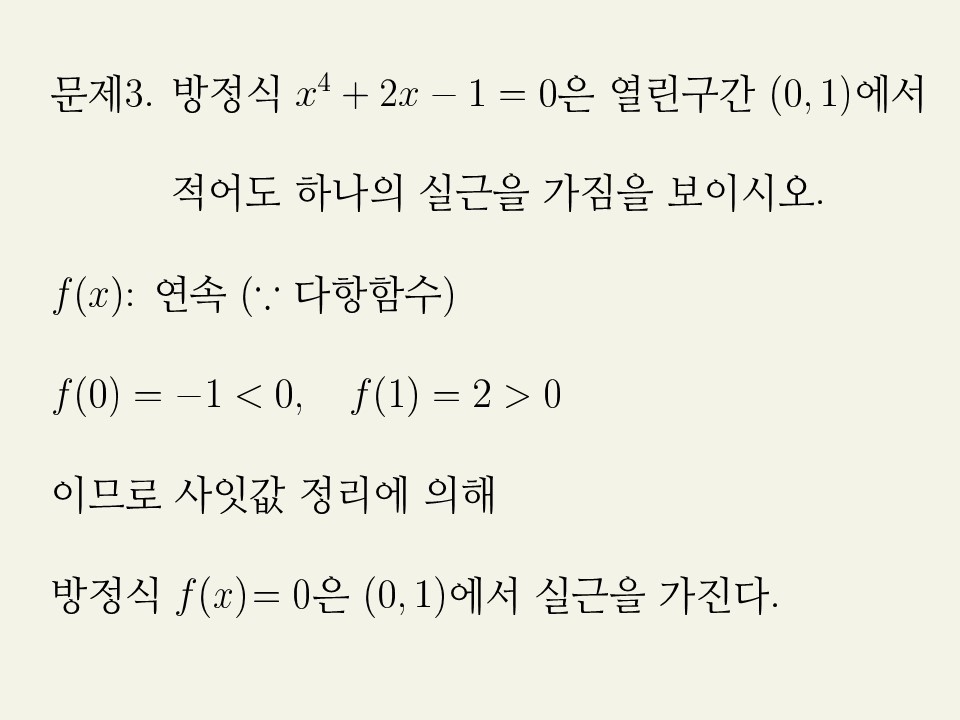 문제3. 방정식 x⁴ + 2x − 1 = 0은 열린구간 (0, 1)에서
적어도 하나의 실근을 가짐을 보이시오.
f(x): 연속 (∵ 다항함수)
f(0) = −1 < 0, f(1) = 2 > 0
이므로 사잇값 정리에 의해
방정식 f(x)= 0은 (0, 1)에서 실근을 가진다.